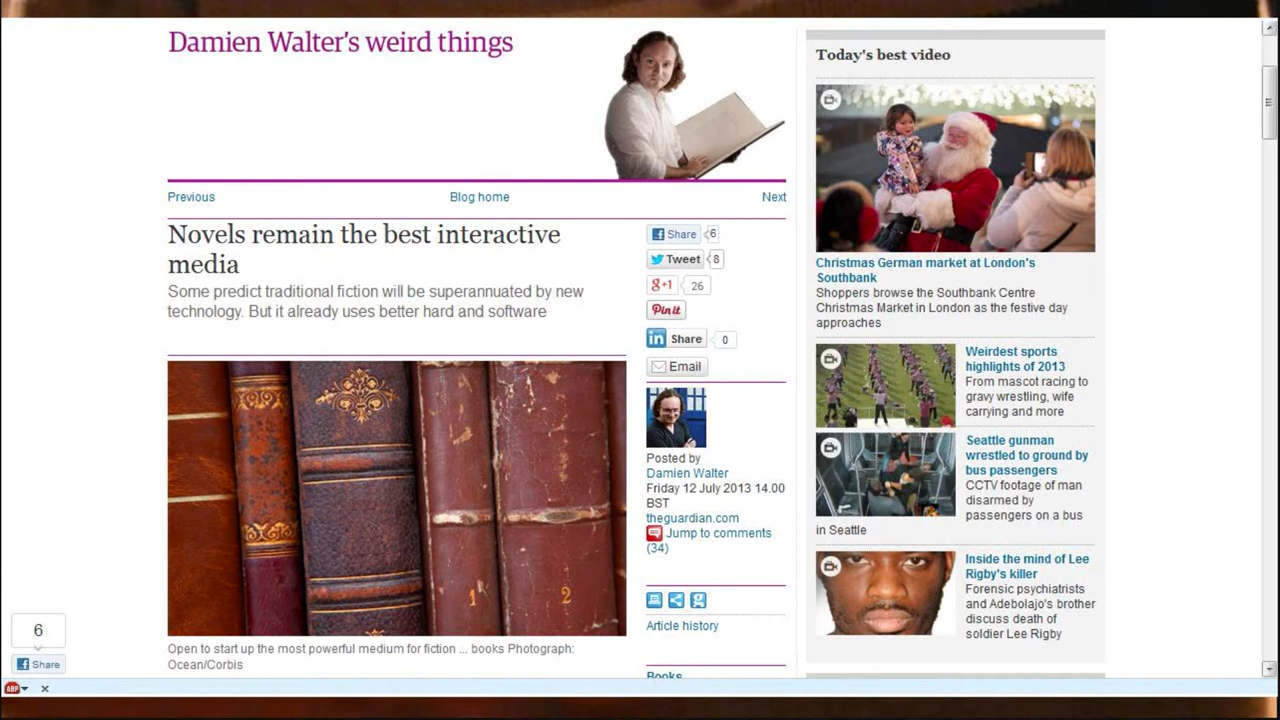 Damien Walter's weird things
Previous
Blog home
Next
Novels remain the best interactive
media
Some predict traditional fiction will be superannuated by new
technology. But it already uses better hard and software
Open to start up the most powerful medium for fiction ... books Photograph:
Ocean/Corbis
1
2
Share 6
Tweet 8
g+1 26
Pin it
in Share 0
Email
Posted by
Damien Walter
Friday 12 July 2013 14.00
BST
theguardian.com
Jump to comments
(34)
g
Article history
Books
Today's best video
Christmas German market at London's
Southbank
Shoppers browse the Southbank Centre
Christmas Market in London as the festive day
approaches
Weirdest sports
highlights of 2013
From mascot racing to
gravy wrestling, wife
carrying and more
Seattle gunman
wrestled to ground by
bus passengers
CCTV footage of man
disarmed by
passengers on a bus
in Seattle
Inside the mind of Lee
Rigby's killer
Forensic psychiatrists
and Adebolajo's brother
discuss death of
soldier Lee Rigby
6
Share
ABP